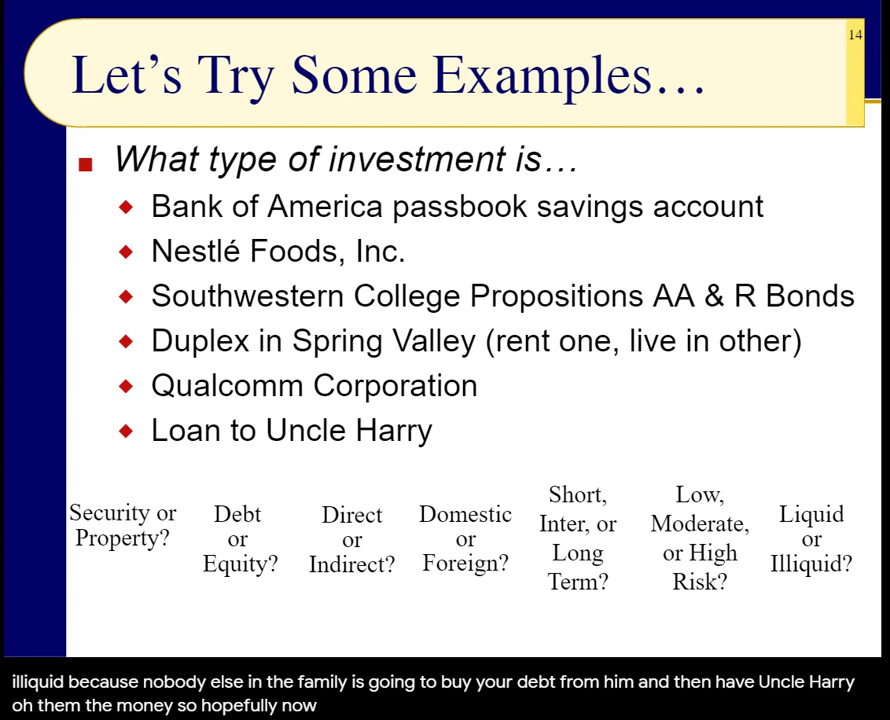 14
Let's Try Some Examples…
What type of investment is…
Bank of America passbook savings account
Nestlé Foods, Inc.
Southwestern College Propositions AA & R Bonds
Duplex in Spring Valley (rent one, live in other)
Qualcomm Corporation
Loan to Uncle Harry
Security or
Property?
Debt
or
Equity?
Direct
or
Indirect?
Domestic
or
Foreign?
Short,
Inter, or
Long
Term?
Low,
Moderate,
or High
Risk?
Liquid
or
Illiquid?
illiquid because nobody else in the family is going to buy your debt from him and then have Uncle Harry
oh them the money so hopefully now